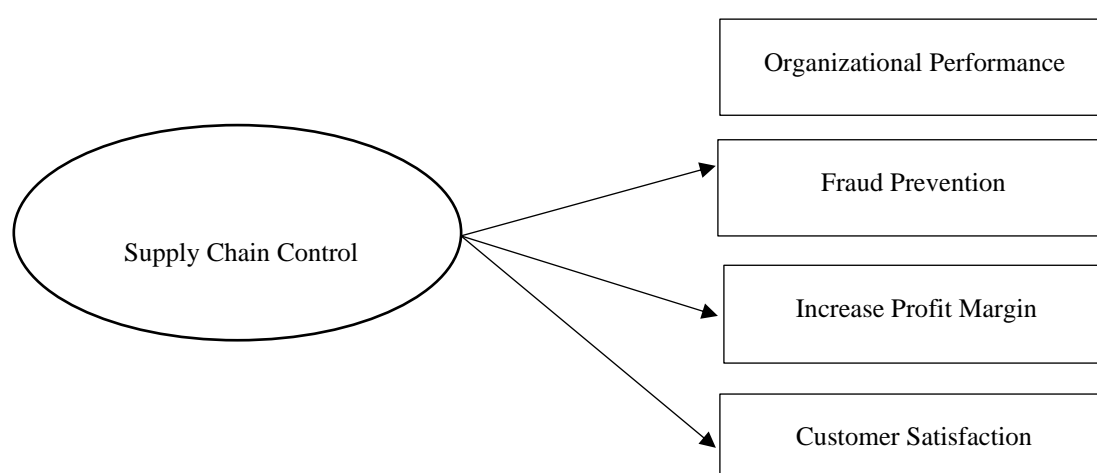 Organizational Performance
Fraud Prevention
Supply Chain Control
Increase Profit Margin
Customer Satisfaction